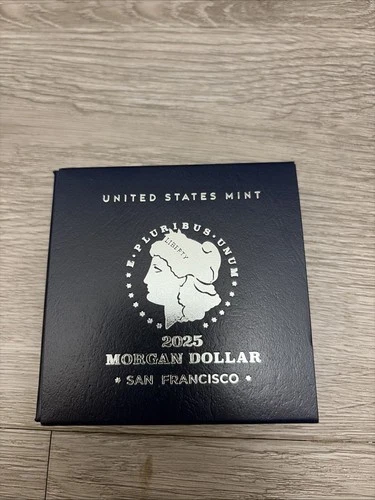 UNITED STATES MINT
E·PLURIBUS·UNUM
LIBERTY
2025
MORGAN DOLLAR
SAN FRANCISCO